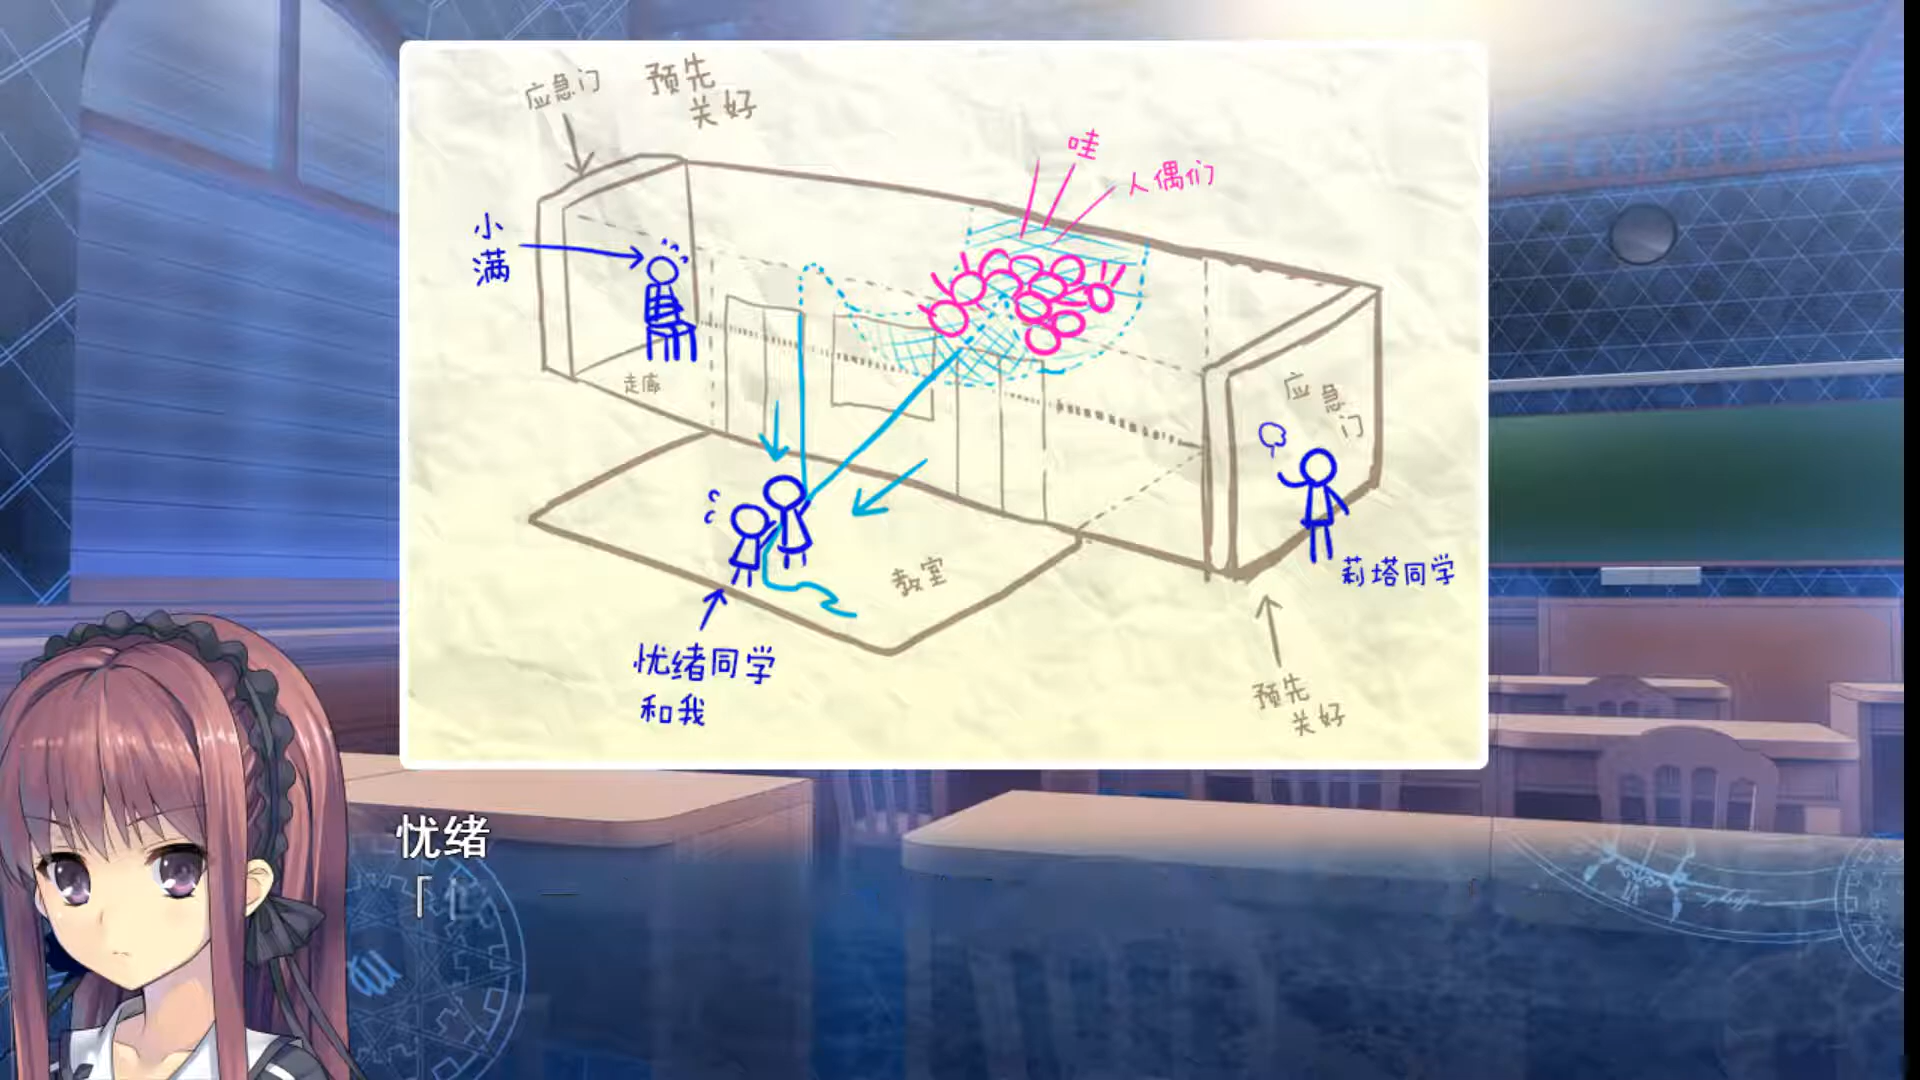 应急门
预先
关好
哇
人偶们
小
满
走廊
应急门
莉塔同学
教室
忧绪同学
和我
预先
关好
忧绪
「